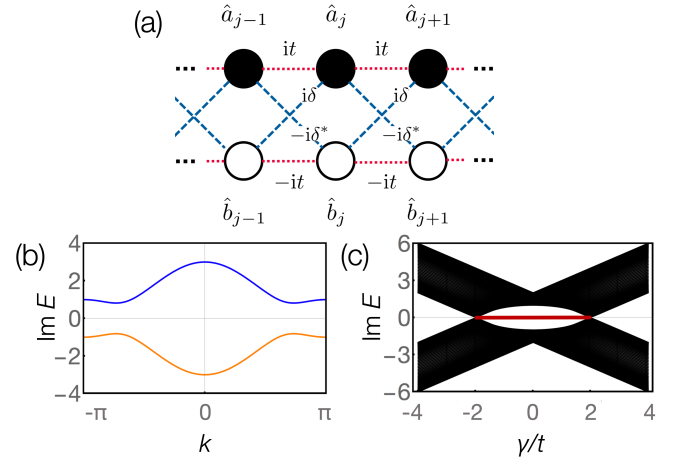 (a)
â_{j−1} â_j â_{j+1}
it it
... ...
iδ iδ
−iδ* −iδ*
... ...
−it −it
b̂_{j−1} b̂_j b̂_{j+1}
(b)
Im E
4
2
0
−2
−4
-π 0 π
k
(c)
Im E
6
3
0
−3
−6
−4 −2 0 2 4
γ/t